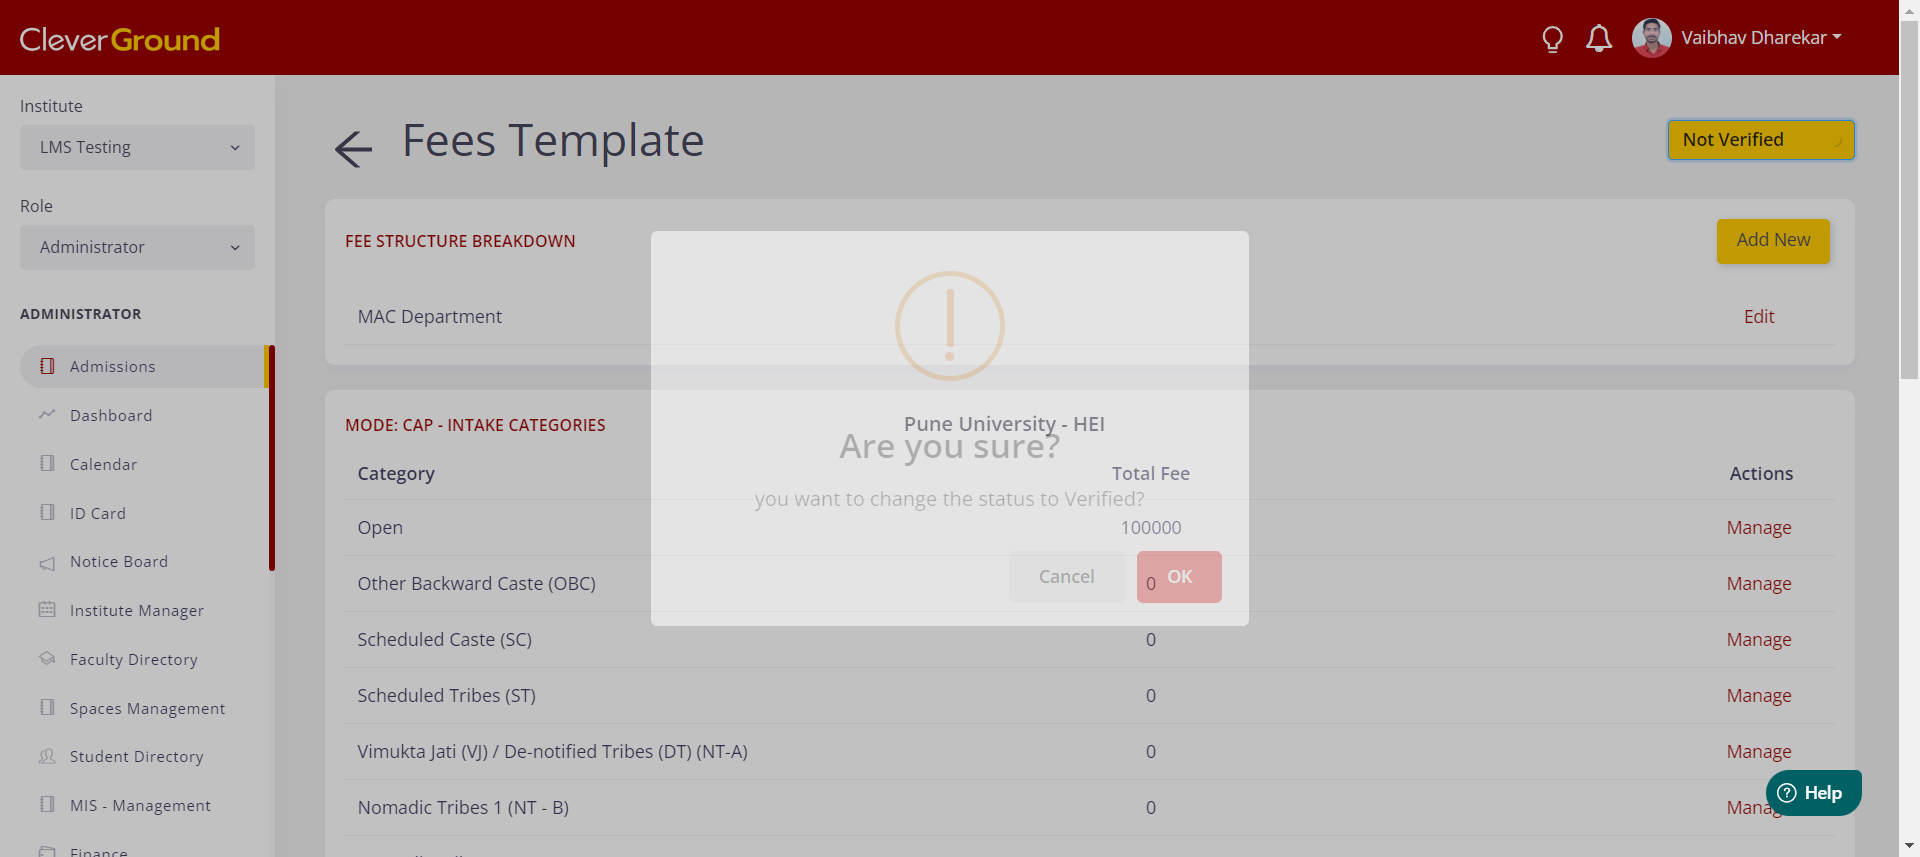 CleverGround
Vaibhav Dharekar
Institute
LMS Testing
Role
Administrator
ADMINISTRATOR
Admissions
Dashboard
Calendar
ID Card
Notice Board
Institute Manager
Faculty Directory
Spaces Management
Student Directory
MIS - Management
Finance
Fees Template
Not Verified
FEE STRUCTURE BREAKDOWN
Add New
MAC Department
Edit
MODE: CAP - INTAKE CATEGORIES
Pune University - HEI
Category
Total Fee
Actions
Open
100000
Manage
Other Backward Caste (OBC)
0
Manage
Scheduled Caste (SC)
0
Manage
Scheduled Tribes (ST)
0
Manage
Vimukta Jati (VJ) / De-notified Tribes (DT) (NT-A)
0
Manage
Nomadic Tribes 1 (NT - B)
0
Are you sure?
you want to change the status to Verified?
Cancel
OK
Help